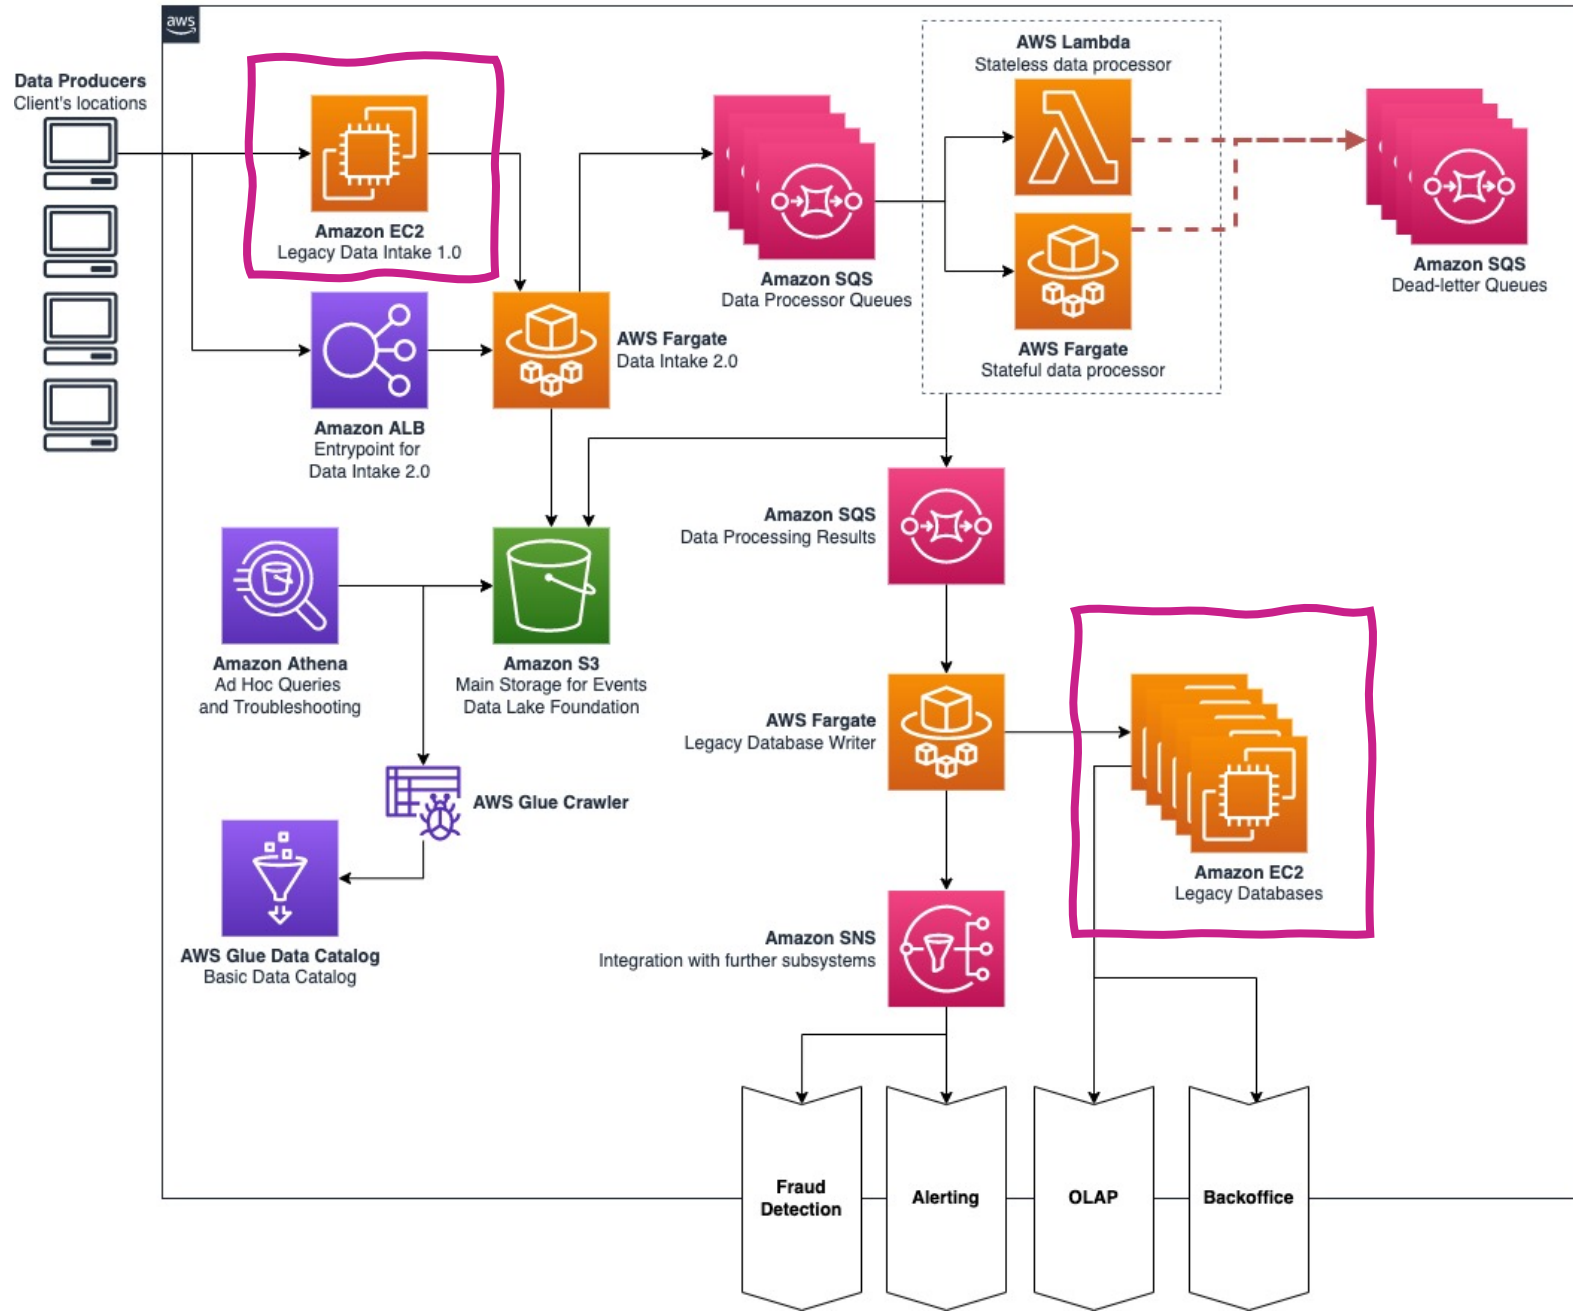 aws
Data Producers
Client's locations
Amazon EC2
Legacy Data Intake 1.0
Amazon ALB
Entrypoint for
Data Intake 2.0
AWS Fargate
Data Intake 2.0
Amazon SQS
Data Processor Queues
AWS Lambda
Stateless data processor
AWS Fargate
Stateful data processor
Amazon SQS
Dead-letter Queues
Amazon SQS
Data Processing Results
Amazon Athena
Ad Hoc Queries
and Troubleshooting
Amazon S3
Main Storage for Events
Data Lake Foundation
AWS Fargate
Legacy Database Writer
AWS Glue Crawler
Amazon EC2
Legacy Databases
AWS Glue Data Catalog
Basic Data Catalog
Amazon SNS
Integration with further subsystems
Fraud
Detection
Alerting
OLAP
Backoffice